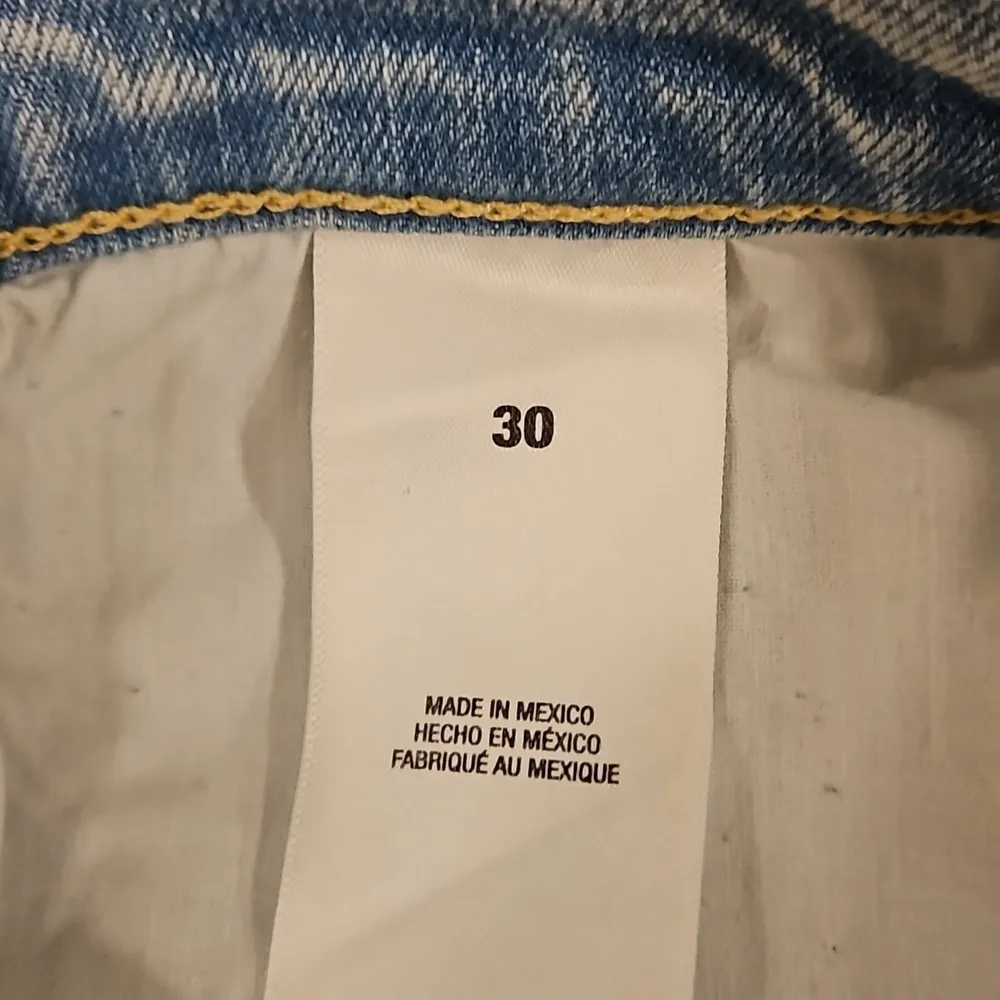 30
MADE IN MEXICO
HECHO EN MÉXICO
FABRIQUÉ AU MEXIQUE